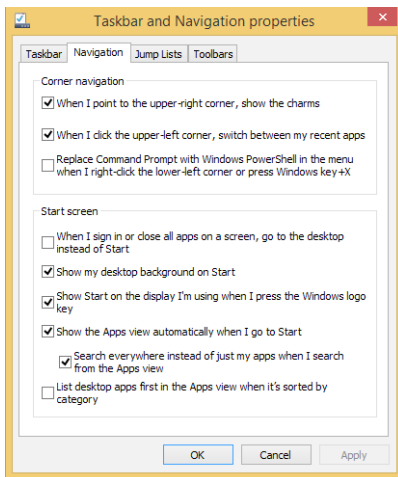 Taskbar and Navigation properties
Taskbar Navigation Jump Lists Toolbars
Corner navigation
When I point to the upper-right corner, show the charms
When I click the upper-left corner, switch between my recent apps
Replace Command Prompt with Windows PowerShell in the menu
when I right-click the lower-left corner or press Windows key+X
Start screen
When I sign in or close all apps on a screen, go to the desktop
instead of Start
Show my desktop background on Start
Show Start on the display I'm using when I press the Windows logo
key
Show the Apps view automatically when I go to Start
Search everywhere instead of just my apps when I search
from the Apps view
List desktop apps first in the Apps view when it's sorted by
category
OK Cancel Apply